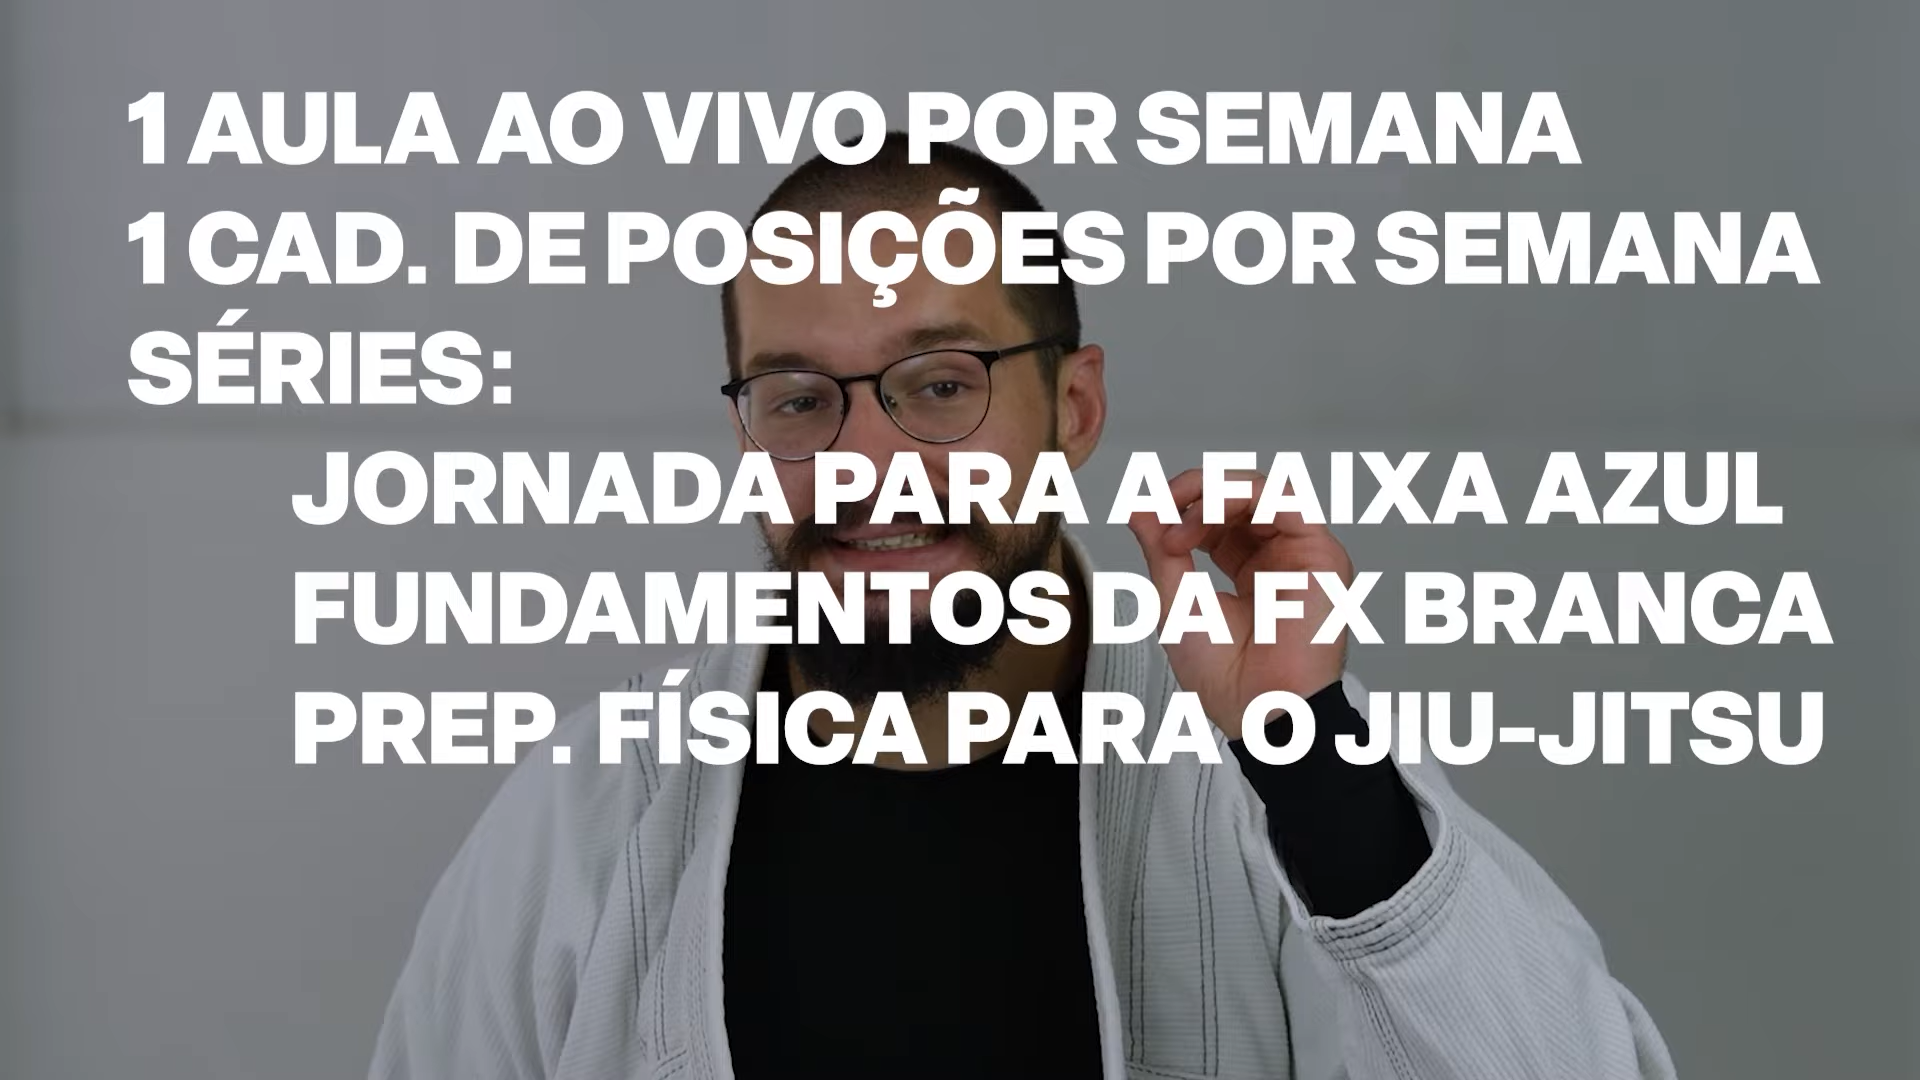 1 AULA AO VIVO POR SEMANA
1 CAD. DE POSIÇÕES POR SEMANA
SÉRIES:
JORNADA PARA A FAIXA AZUL
FUNDAMENTOS DA FX BRANCA
PREP. FÍSICA PARA O JIU-JITSU